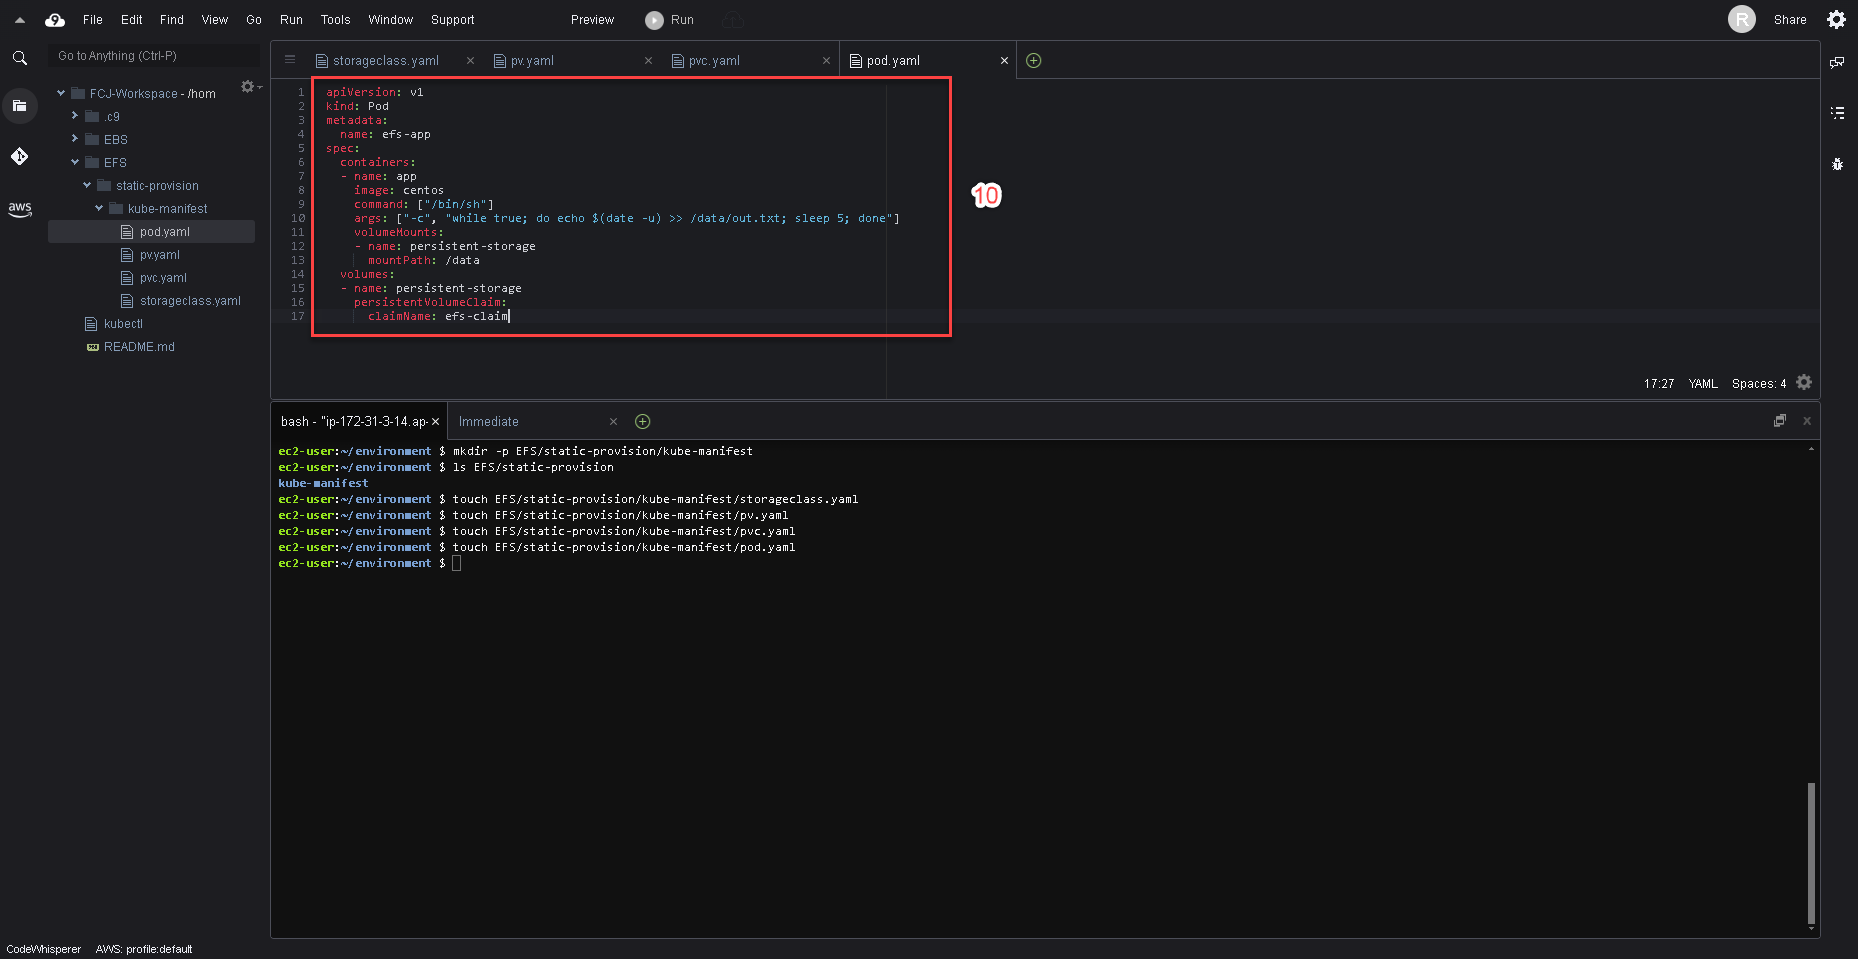 File Edit Find View Go Run Tools Window Support Preview Run R Share
Go to Anything (Ctrl-P)
storageclass.yaml pv.yaml pvc.yaml pod.yaml
FCJ-Workspace - /hom
.c9
EBS
EFS
static-provision
kube-manifest
pod.yaml
pv.yaml
pvc.yaml
storageclass.yaml
kubectl
README.md
aws
1 apiVersion: v1
2 kind: Pod
3 metadata:
4 name: efs-app
5 spec:
6 containers:
7 - name: app
8 image: centos
9 command: ["/bin/sh"]
10 args: ["-c", "while true; do echo $(date -u) >> /data/out.txt; sleep 5; done"]
11 volumeMounts:
12 - name: persistent-storage
13 mountPath: /data
14 volumes:
15 - name: persistent-storage
16 persistentVolumeClaim:
17 claimName: efs-claim
10
17:27 YAML Spaces: 4
bash - "ip-172-31-3-14.ap- Immediate
ec2-user:~/environment $ mkdir -p EFS/static-provision/kube-manifest
ec2-user:~/environment $ ls EFS/static-provision
kube-manifest
ec2-user:~/environment $ touch EFS/static-provision/kube-manifest/storageclass.yaml
ec2-user:~/environment $ touch EFS/static-provision/kube-manifest/pv.yaml
ec2-user:~/environment $ touch EFS/static-provision/kube-manifest/pvc.yaml
ec2-user:~/environment $ touch EFS/static-provision/kube-manifest/pod.yaml
ec2-user:~/environment $
CodeWhisperer AWS: profile:default